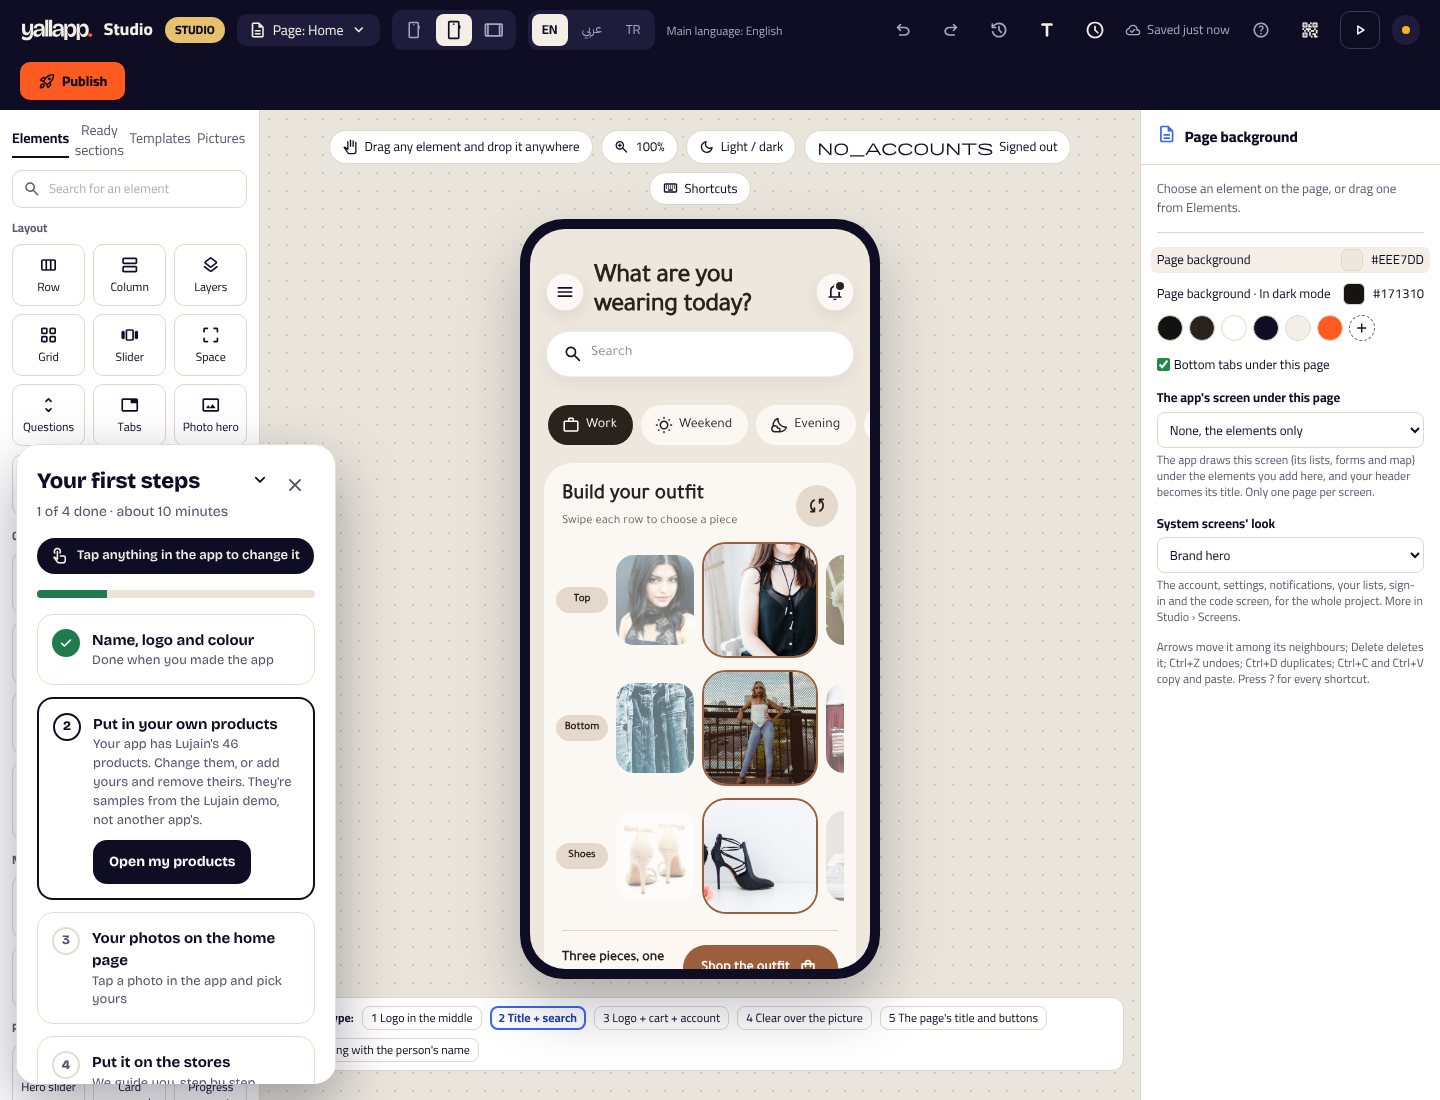 yallapp. Studio STUDIO Page: Home EN عربي TR Main language: English Saved just now
Publish
Elements Ready sections Templates Pictures
Search for an element
Layout
Row Column Layers
Grid Slider Space
Questions Tabs Photo hero
Your first steps
1 of 4 done · about 10 minutes
Tap anything in the app to change it
Name, logo and colour
Done when you made the app
2 Put in your own products
Your app has Lujain's 46
products. Change them, or add
yours and remove theirs. They're
samples from the Lujain demo,
not another app's.
Open my products
3 Your photos on the home
page
Tap a photo in the app and pick
yours
4 Put it on the stores
We guide you, step by step
Hero slider Card Progress
Drag any element and drop it anywhere 100% Light / dark NO_ACCOUNTS Signed out
Shortcuts
What are you
wearing today?
Search
Work Weekend Evening
Build your outfit
Swipe each row to choose a piece
Top
Bottom
Shoes
Three pieces, one
Shop the outfit
1 Logo in the middle 2 Title + search 3 Logo + cart + account 4 Clear over the picture 5 The page's title and buttons
with the person's name
Page background
Choose an element on the page, or drag one
from Elements.
Page background #EEE7DD
Page background · In dark mode #171310
+
Bottom tabs under this page
The app's screen under this page
None, the elements only
The app draws this screen (its lists, forms and map)
under the elements you add here, and your header
becomes its title. Only one page per screen.
System screens' look
Brand hero
The account, settings, notifications, your lists, sign-
in and the code screen, for the whole project. More in
Studio › Screens.
Arrows move it among its neighbours; Delete deletes
it; Ctrl+Z undoes; Ctrl+D duplicates; Ctrl+C and Ctrl+V
copy and paste. Press ? for every shortcut.